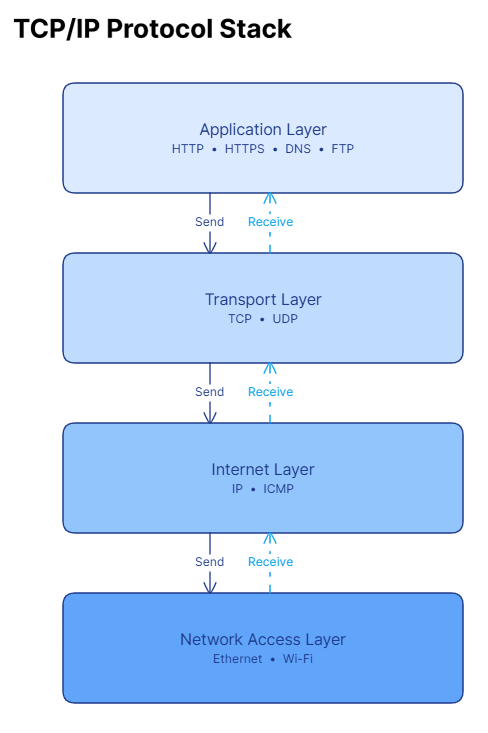 TCP/IP Protocol Stack
Application Layer
HTTP • HTTPS • DNS • FTP
Send Receive
Transport Layer
TCP • UDP
Send Receive
Internet Layer
IP • ICMP
Send Receive
Network Access Layer
Ethernet • Wi-Fi